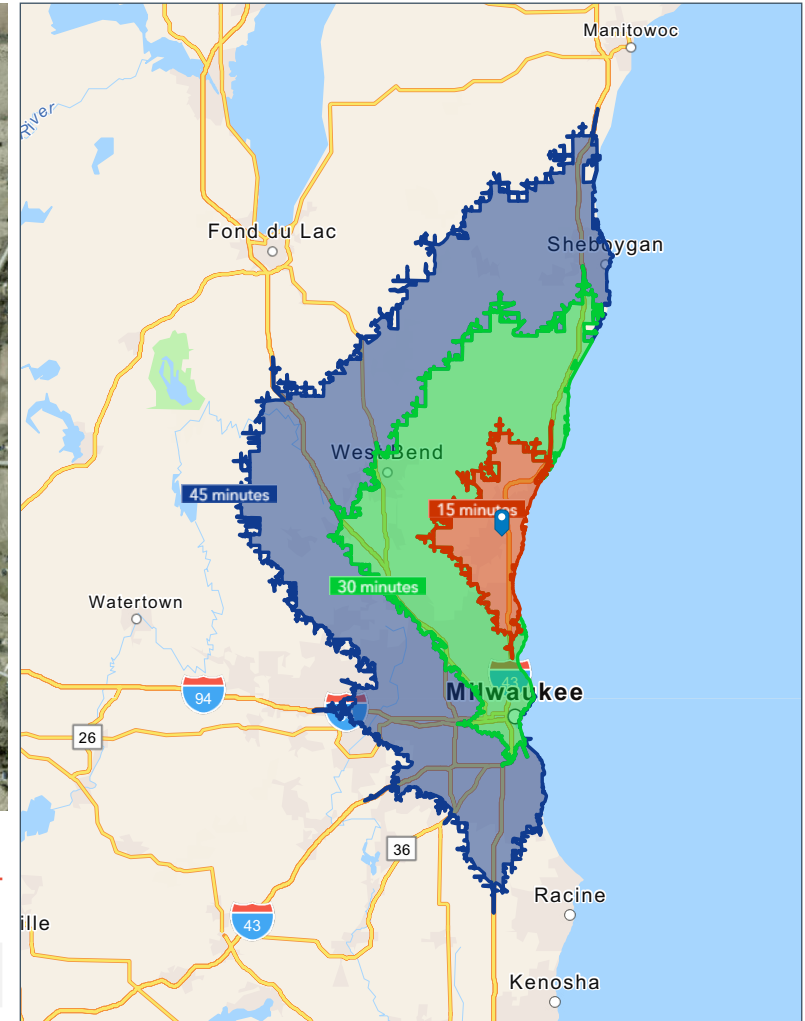 Manitowoc
River
Fond du Lac
Sheboygan
West Bend
45 minutes
15 minutes
30 minutes
Watertown
43
Milwaukee
94
26
36
Racine
43
ille
Kenosha